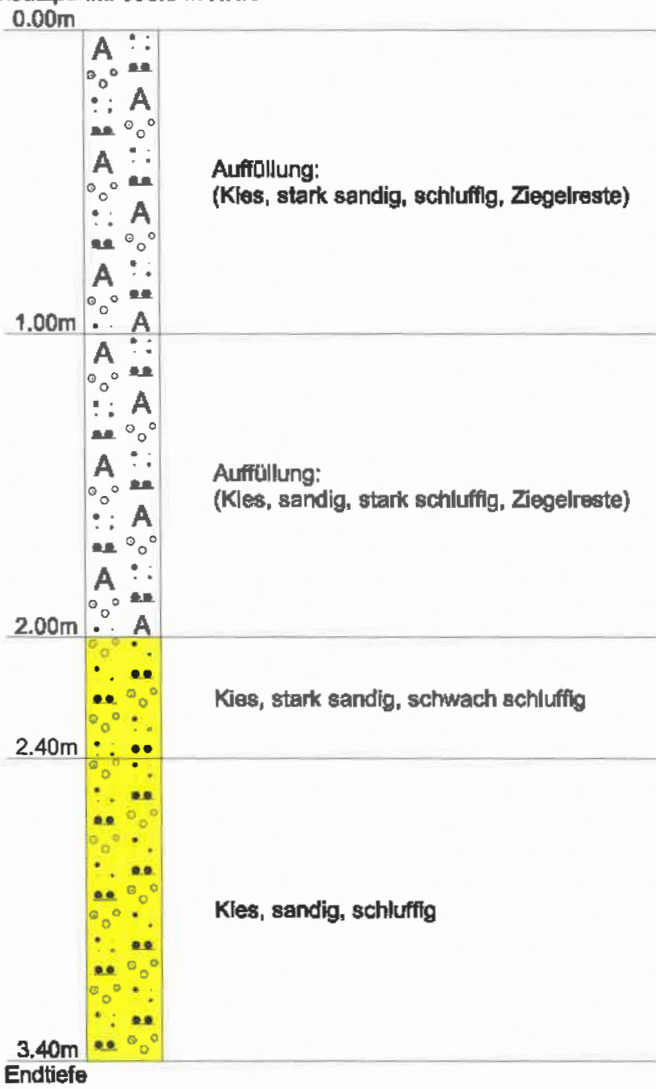 0.00m
Auffüllung:
(Kies, stark sandig, schluffig, Ziegelreste)
1.00m
Auffüllung:
(Kies, sandig, stark schluffig, Ziegelreste)
2.00m
Kies, stark sandig, schwach schluffig
2.40m
Kies, sandig, schluffig
3.40m
Endtiefe